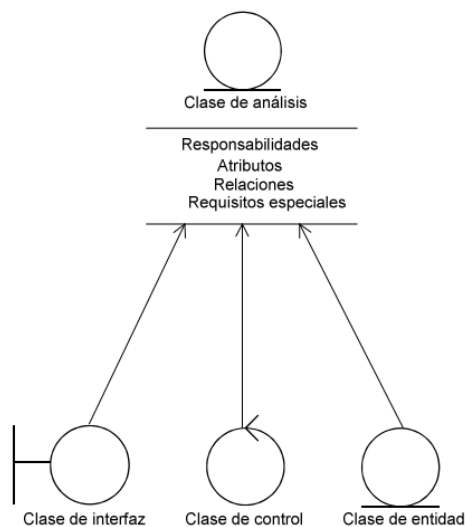 Clase de análisis
Responsabilidades
Atributos
Relaciones
Requisitos especiales
Clase de interfaz
Clase de control
Clase de entidad